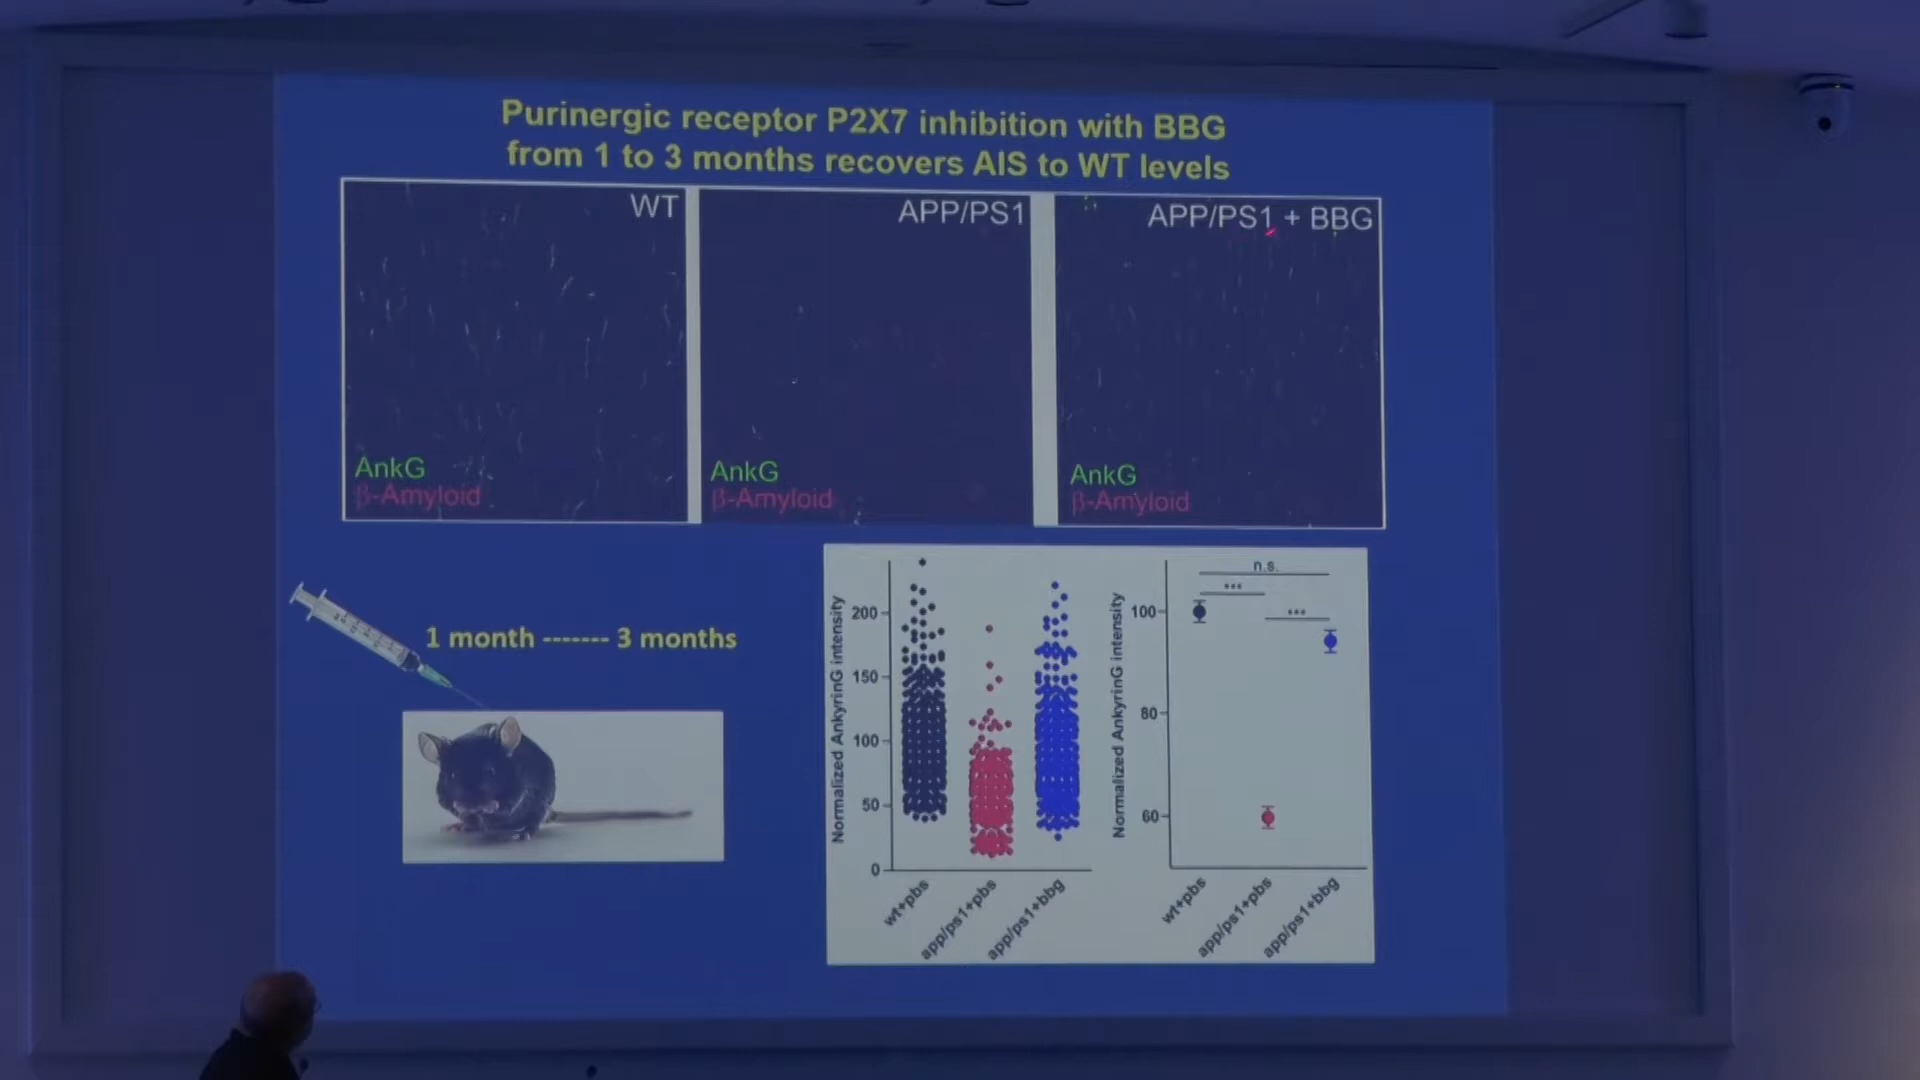 Purinergic receptor P2X7 inhibition with BBG
from 1 to 3 months recovers AIS to WT levels
WT
AnkG
β-Amyloid
APP/PS1
AnkG
β-Amyloid
APP/PS1 + BBG
AnkG
β-Amyloid
1 month ------- 3 months
Normalized AnkyrinG intensity
200
150
100
50
0
wt+pbs
app/ps1+pbs
app/ps1+bbg
Normalized AnkyrinG intensity
100
80
60
n.s.
***
***
wt+pbs
app/ps1+pbs
app/ps1+bbg